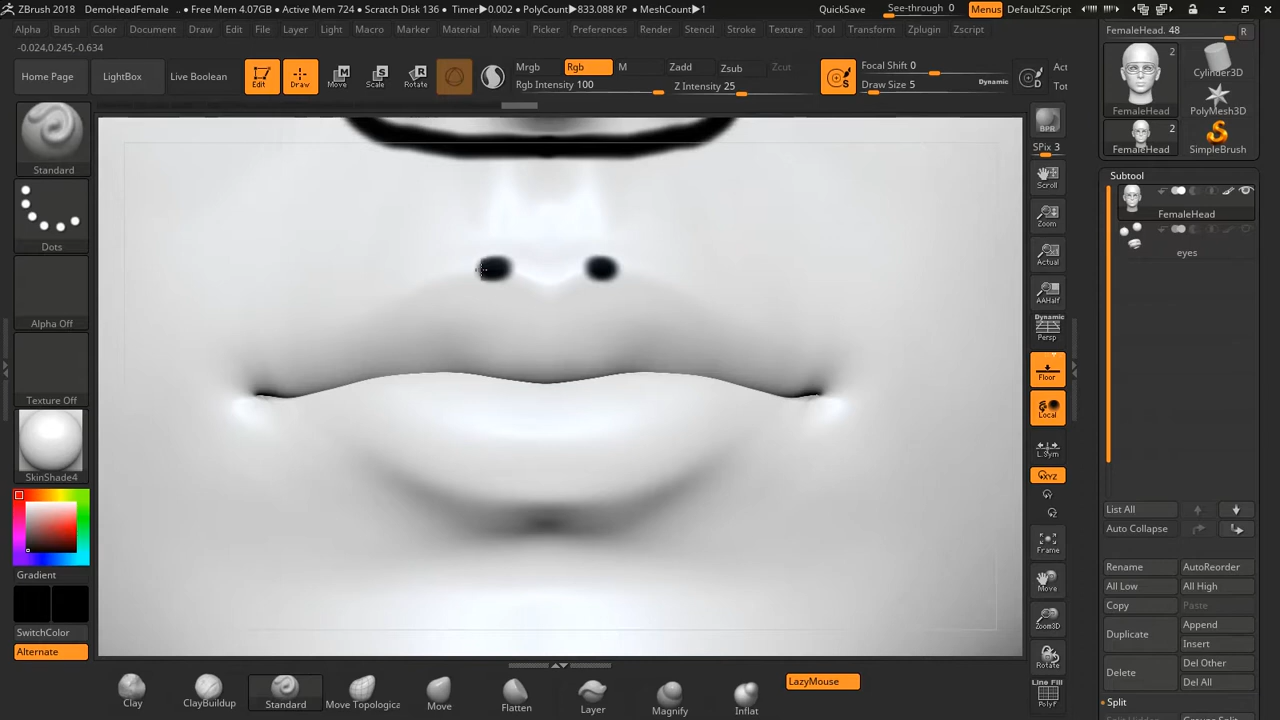 ZBrush 2018 DemoHeadFemale .. • Free Mem 4.07GB • Active Mem 724 • Scratch Disk 136 • Timer▶0.002 • PolyCount▶833.088 KP • MeshCount▶1 QuickSave See-through 0 Menus DefaultZScript
Alpha Brush Color Document Draw Edit File Layer Light Macro Marker Material Movie Picker Preferences Render Stencil Stroke Texture Tool Transform Zplugin Zscript
-0.024,0.245,-0.634
Home Page LightBox Live Boolean Edit Draw Move Scale Rotate
Mrgb Rgb M Zadd Zsub Zcut
Rgb Intensity 100 Z Intensity 25
Focal Shift 0
Draw Size 5 Dynamic
Act
Tot
Standard
Dots
Alpha Off
Texture Off
SkinShade4
Gradient
SwitchColor
Alternate
BPR
SPix 3
Scroll
Zoom
Actual
AAHalf
Dynamic
Persp
Floor
Local
L.Sym
XYZ
Frame
Move
Zoom3D
Rotate
Line Fill
PolyF
FemaleHead. 48 R
2
FemaleHead
Cylinder3D
PolyMesh3D
2
FemaleHead
SimpleBrush
Subtool
FemaleHead
eyes
List All
Auto Collapse
Rename AutoReorder
All Low All High
Copy Paste
Duplicate Append
Insert
Delete Del Other
Del All
Split
Clay ClayBuildup Standard Move Topologica Move Flatten Layer Magnify Inflat
LazyMouse